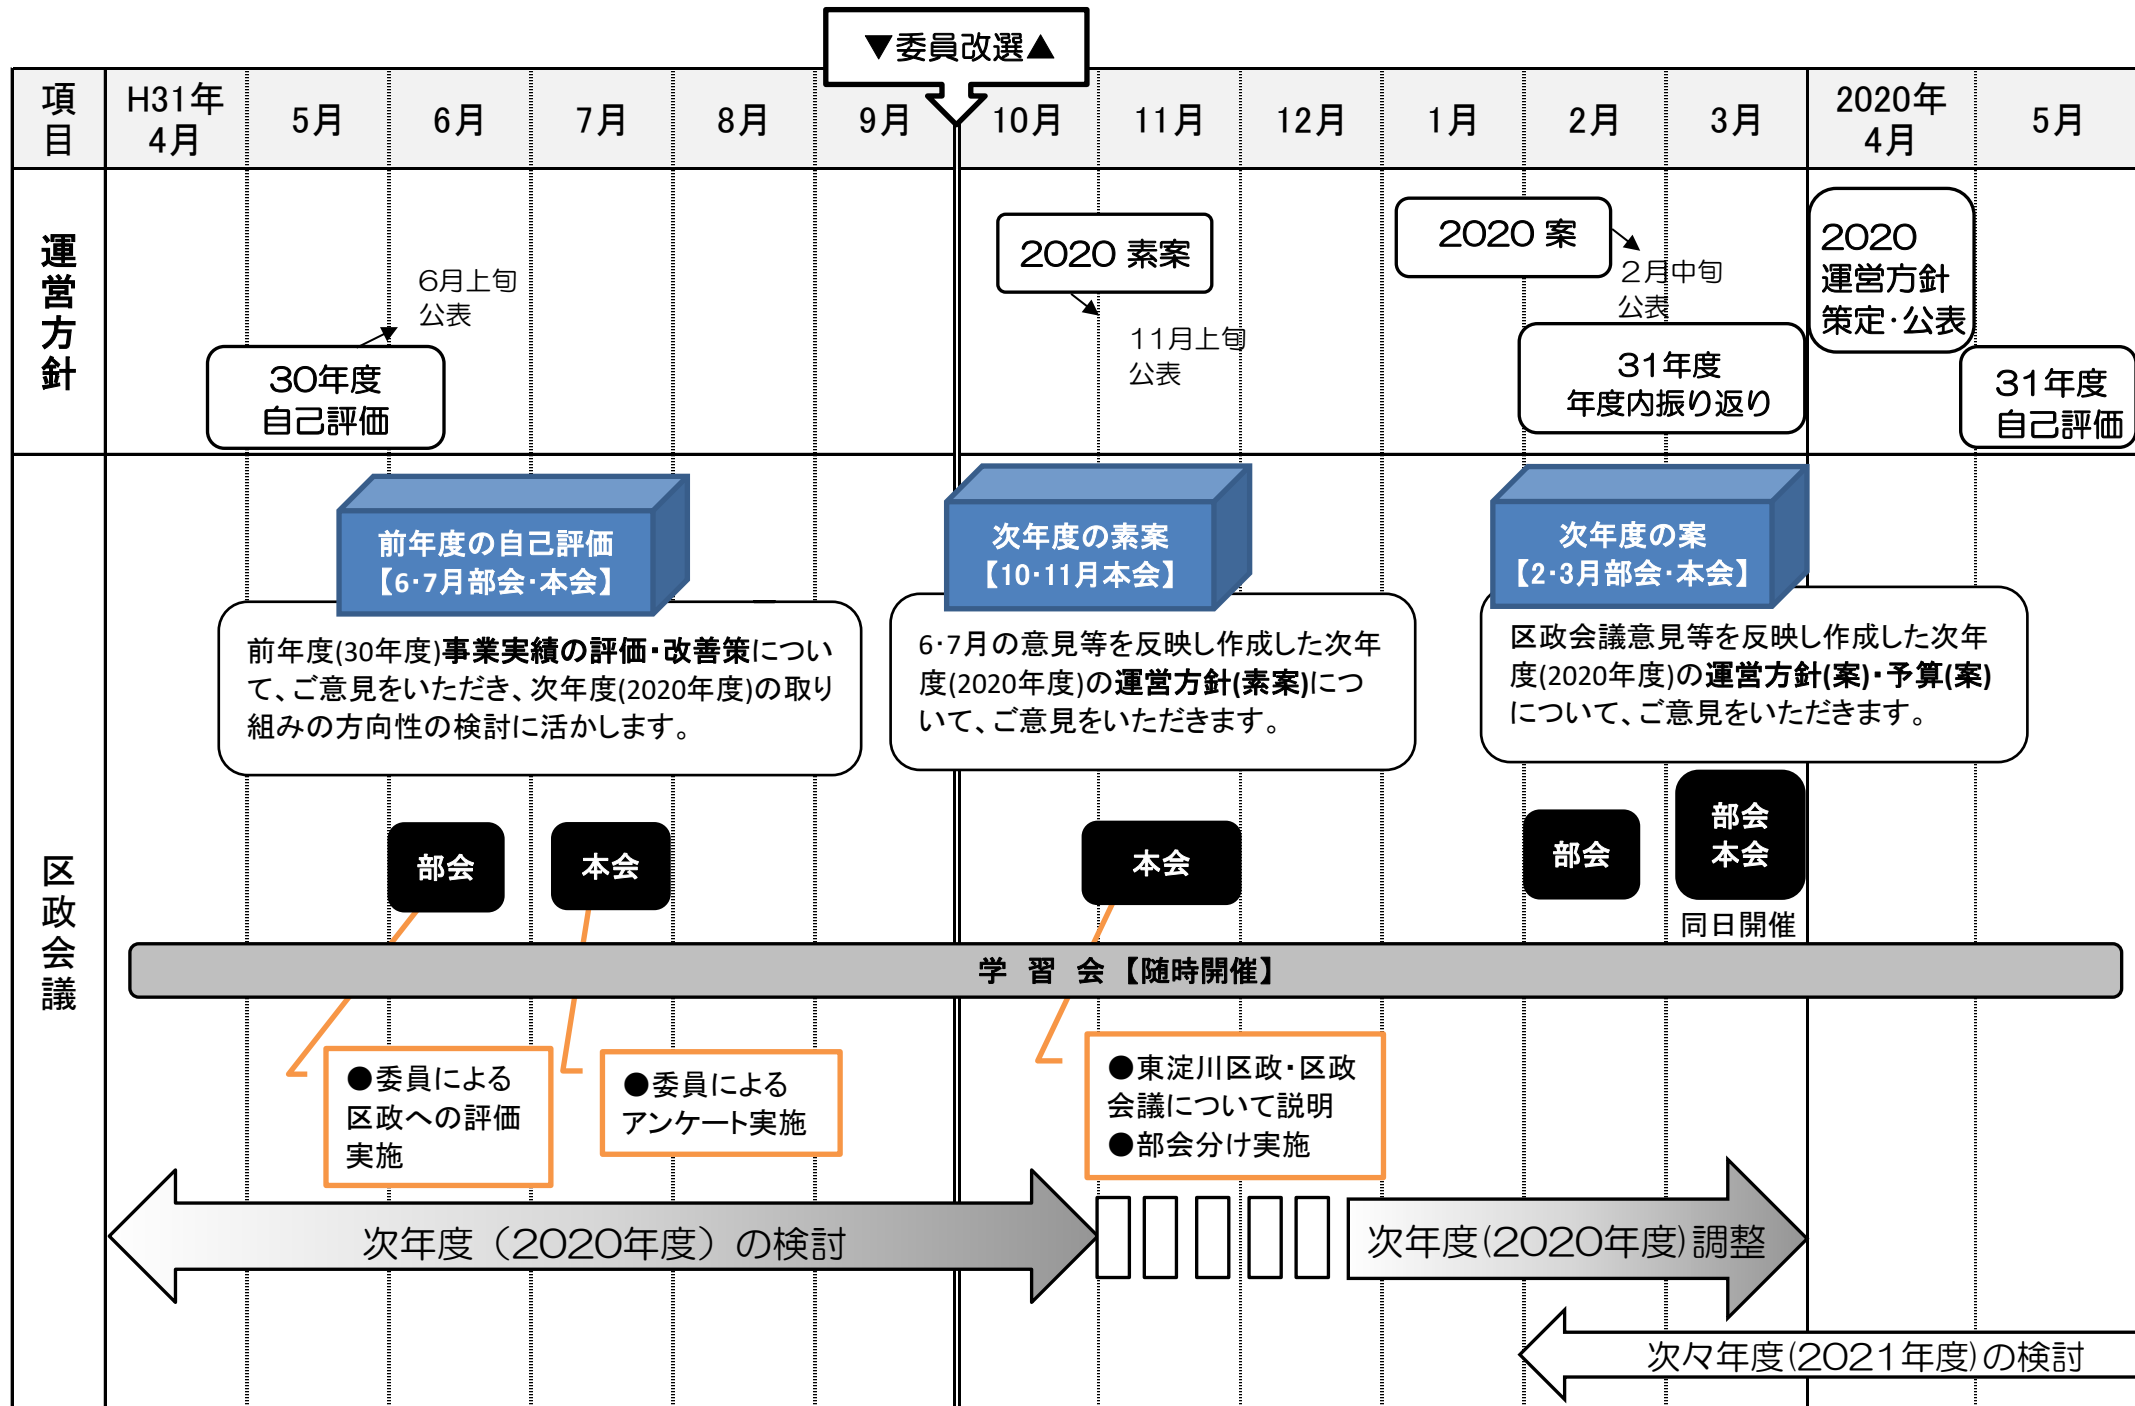 ▼委員改選▲
項
目
H31年
4月
5月
6月
7月
8月
9月
10月
11月
12月
1月
2月
3月
2020年
4月
5月
運
営
方
針
30年度
自己評価
6月上旬
公表
2020 素案
11月上旬
公表
2020 案
2月中旬
公表
31年度
年度内振り返り
2020
運営方針
策定・公表
31年度
自己評価
区
政
会
議
前年度の自己評価
【6・7月部会・本会】
前年度(30年度)事業実績の評価・改善策につい
て、ご意見をいただき、次年度(2020年度)の取り
組みの方向性の検討に活かします。
次年度の素案
【10・11月本会】
6・7月の意見等を反映し作成した次年
度(2020年度)の運営方針(素案)につ
いて、ご意見をいただきます。
次年度の案
【2・3月部会・本会】
区政会議意見等を反映し作成した次年
度(2020年度)の運営方針(案)・予算(案)
について、ご意見をいただきます。
部会
本会
本会
部会
部会
本会
同日開催
学 習 会 【随時開催】
●委員による
区政への評価
実施
●委員による
アンケート実施
●東淀川区政・区政
会議について説明
●部会分け実施
次年度（2020年度）の検討
次年度(2020年度)調整
次々年度(2021年度)の検討